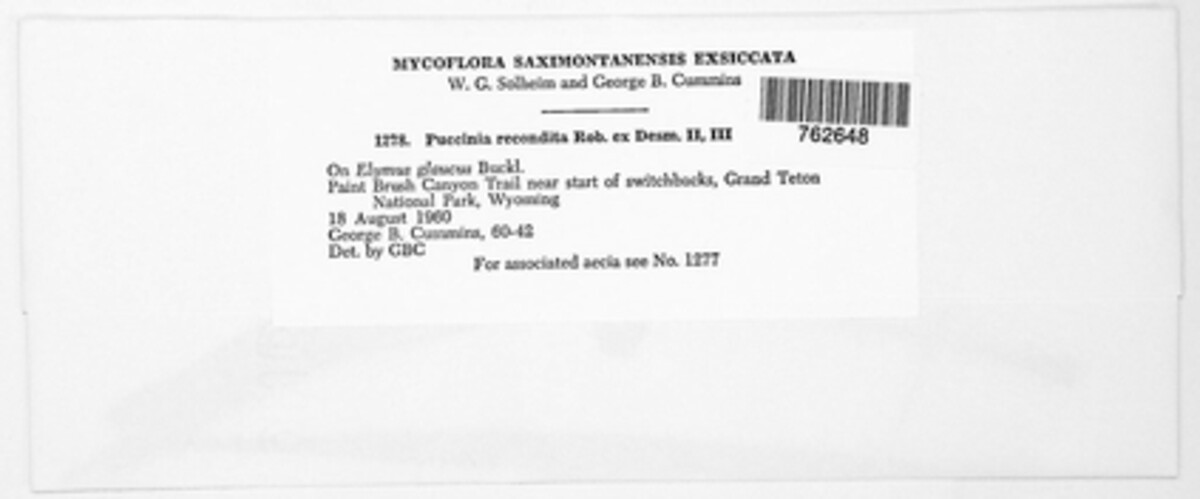 MYCOFLORA SAXIMONTANENSIS EXSICCATA
W. G. Solheim and George B. Cummins
762648
1278. Puccinia recondita Rob. ex Desm. II, III
On Elymus glaucus Buckl.
Paint Brush Canyon Trail near start of switchbacks, Grand Teton
National Park, Wyoming
18 August 1960
George B. Cummins, 60-42
Det. by GBC
For associated aecia see No. 1277